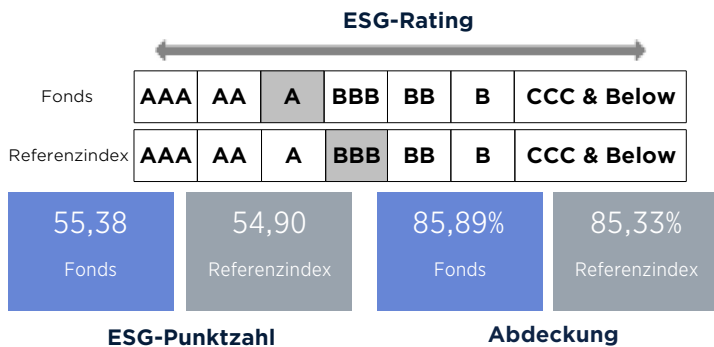 ESG-Rating
Fonds AAA AA A BBB BB B CCC & Below
Referenzindex AAA AA A BBB BB B CCC & Below
55,38 54,90 85,89% 85,33%
Fonds Referenzindex Fonds Referenzindex
ESG-Punktzahl Abdeckung